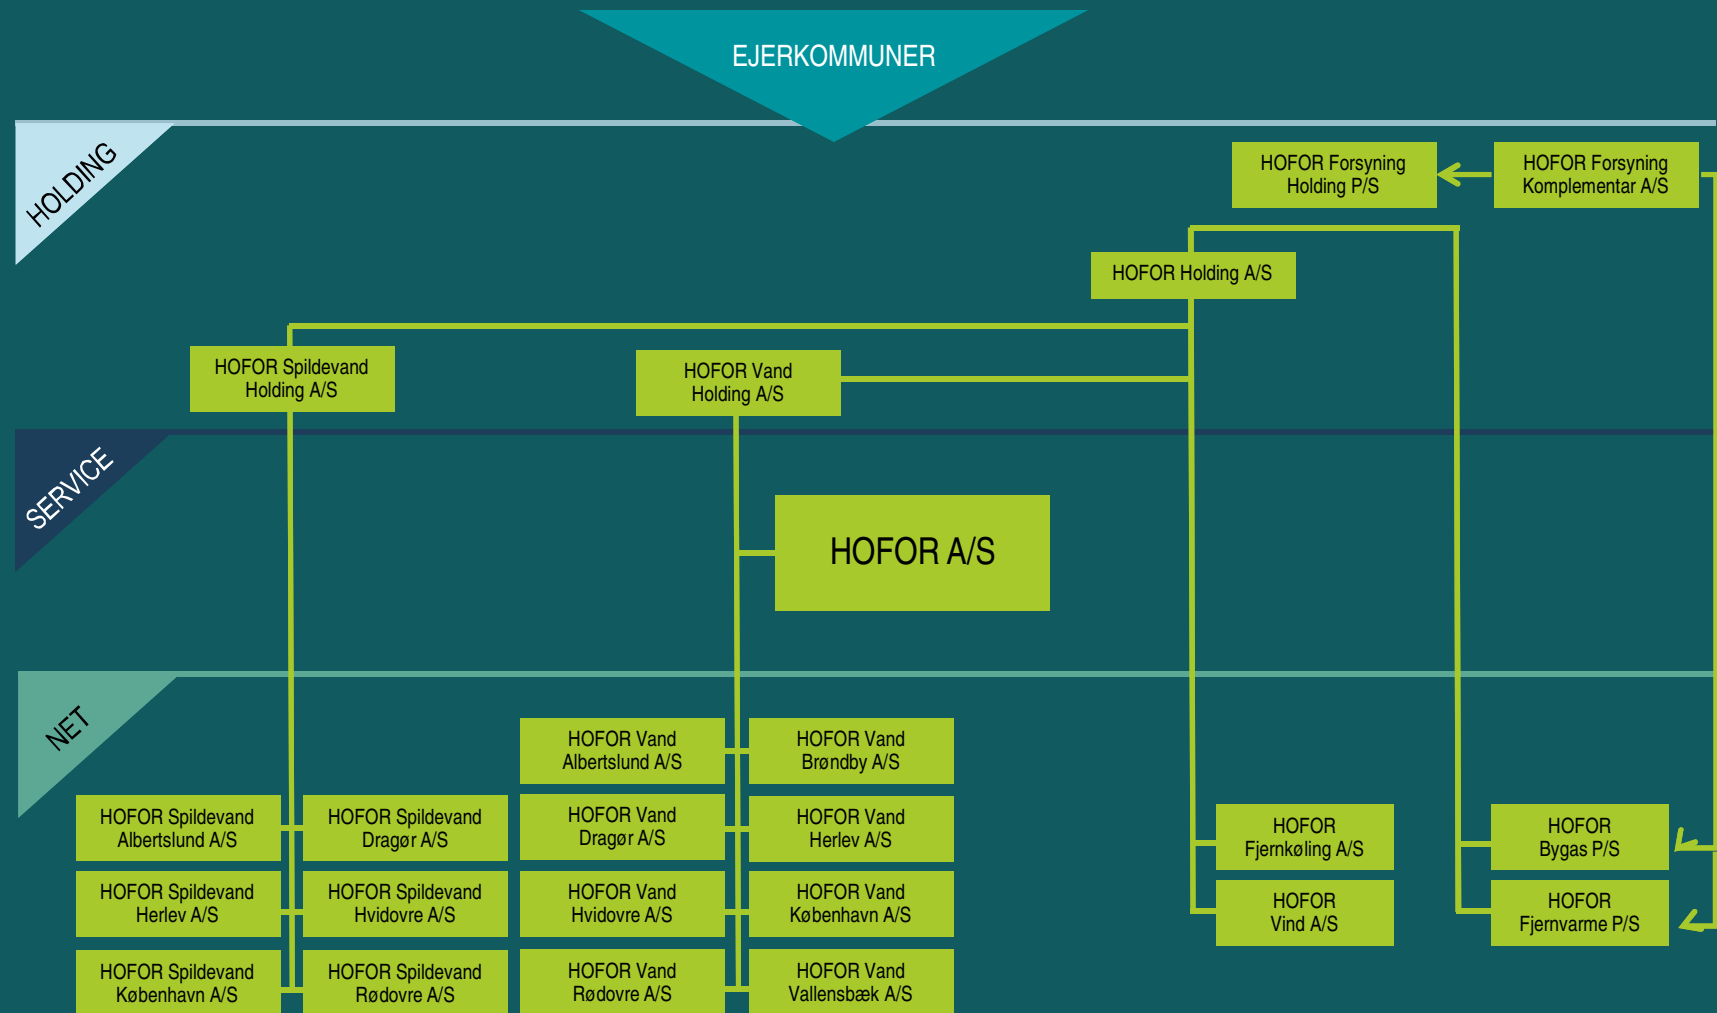 EJERKOMMUNER
HOLDING
HOFOR Forsyning
Holding P/S
HOFOR Forsyning
Komplementar A/S
HOFOR Holding A/S
HOFOR Spildevand
Holding A/S
HOFOR Vand
Holding A/S
SERVICE
HOFOR A/S
NET
HOFOR Spildevand
Albertslund A/S
HOFOR Spildevand
Dragør A/S
HOFOR Spildevand
Herlev A/S
HOFOR Spildevand
Hvidovre A/S
HOFOR Spildevand
København A/S
HOFOR Spildevand
Rødovre A/S
HOFOR Vand
Albertslund A/S
HOFOR Vand
Brøndby A/S
HOFOR Vand
Dragør A/S
HOFOR Vand
Herlev A/S
HOFOR Vand
Hvidovre A/S
HOFOR Vand
København A/S
HOFOR Vand
Rødovre A/S
HOFOR Vand
Vallensbæk A/S
HOFOR
Fjernkøling A/S
HOFOR
Vind A/S
HOFOR
Bygas P/S
HOFOR
Fjernvarme P/S